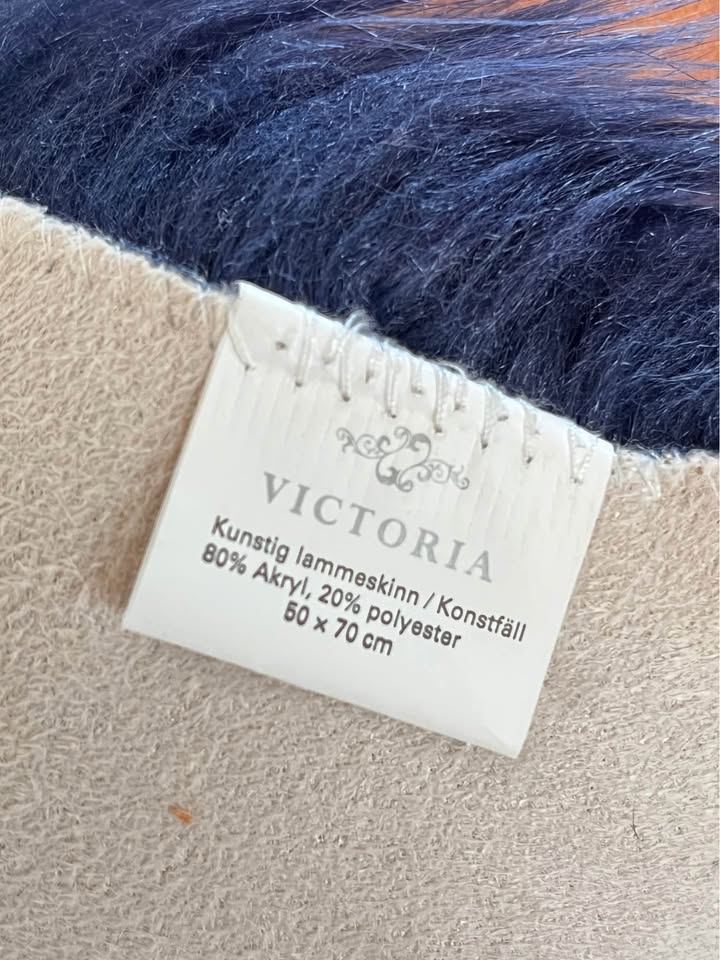 VICTORIA
Kunstig lammeskinn / Konstfäll
80% Akryl, 20% polyester
50 x 70 cm